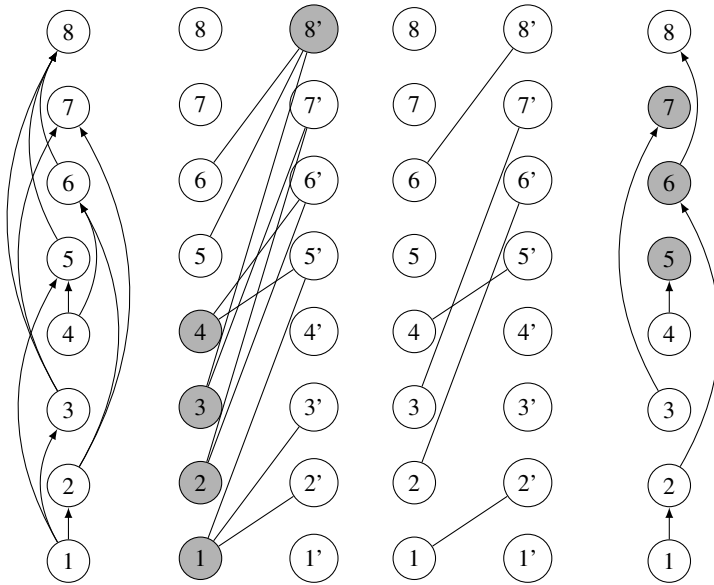 8 8 8' 8 8' 8
7 7 7' 7 7' 7
6 6 6' 6 6' 6
5 5 5' 5 5' 5
4 4 4' 4 4' 4
3 3 3' 3 3' 3
2 2 2' 2 2' 2
1 1 1' 1 1' 1